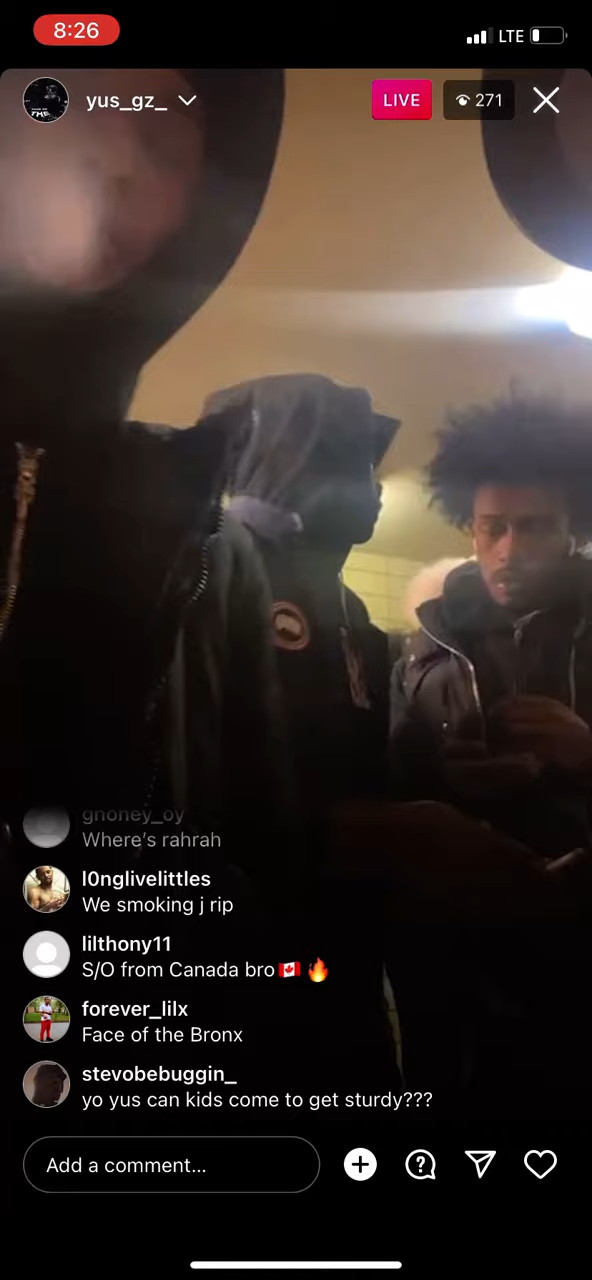 8:26
LTE
yus_gz_
LIVE
271
ghoney_oy
Where's rahrah
l0nglivelittles
We smoking j rip
lilthony11
S/O from Canada bro🇨🇦 🔥
forever_lilx
Face of the Bronx
stevobebuggin_
yo yus can kids come to get sturdy???
Add a comment...